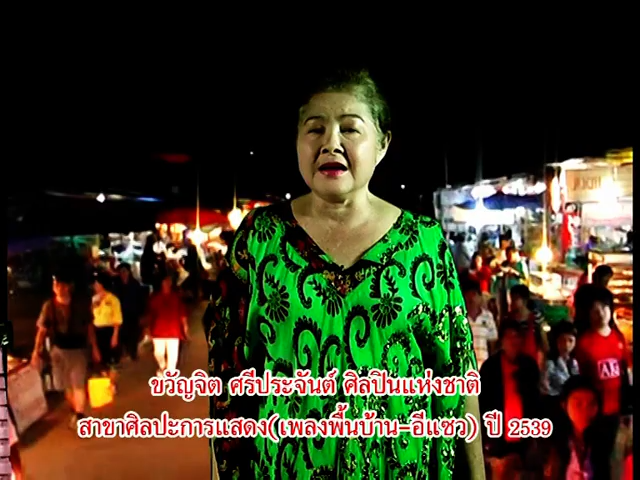 ขวัญจิต ศรีประจันต์ ศิลปินแห่งชาติ
สาขาศิลปะการแสดง(เพลงพื้นบ้าน-อีแซว) ปี 2539